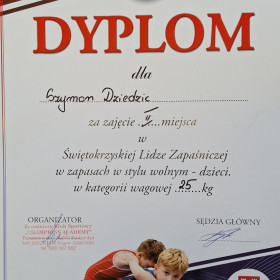 DYPLOM
dla
Szymon Dziedzic
za zajęcie ..II.. miejsca
w
Świętokrzyskiej Lidze Zapaśniczej
w zapasach w stylu wolnym - dzieci.
w kategorii wagowej 25 kg
ORGANIZATOR
SĘDZIA GŁÓWNY